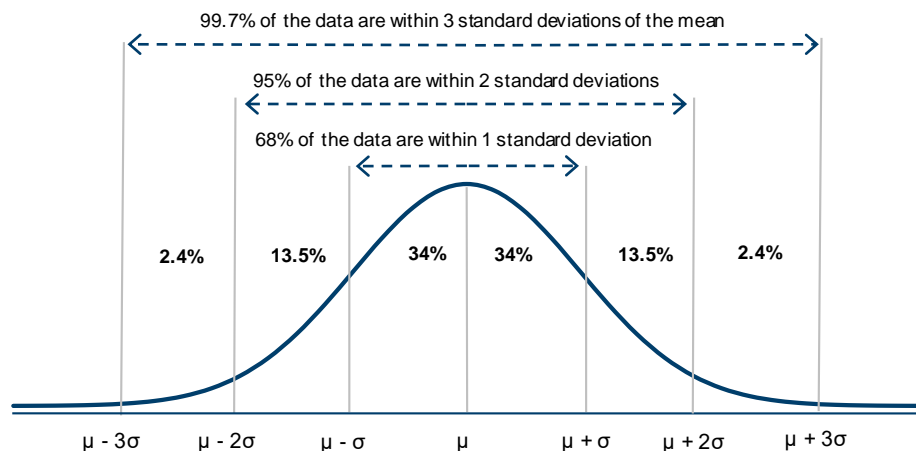 99.7% of the data are within 3 standard deviations of the mean
95% of the data are within 2 standard deviations
68% of the data are within 1 standard deviation
2.4% 13.5% 34% 34% 13.5% 2.4%
μ - 3σ μ - 2σ μ - σ μ μ + σ μ + 2σ μ + 3σ